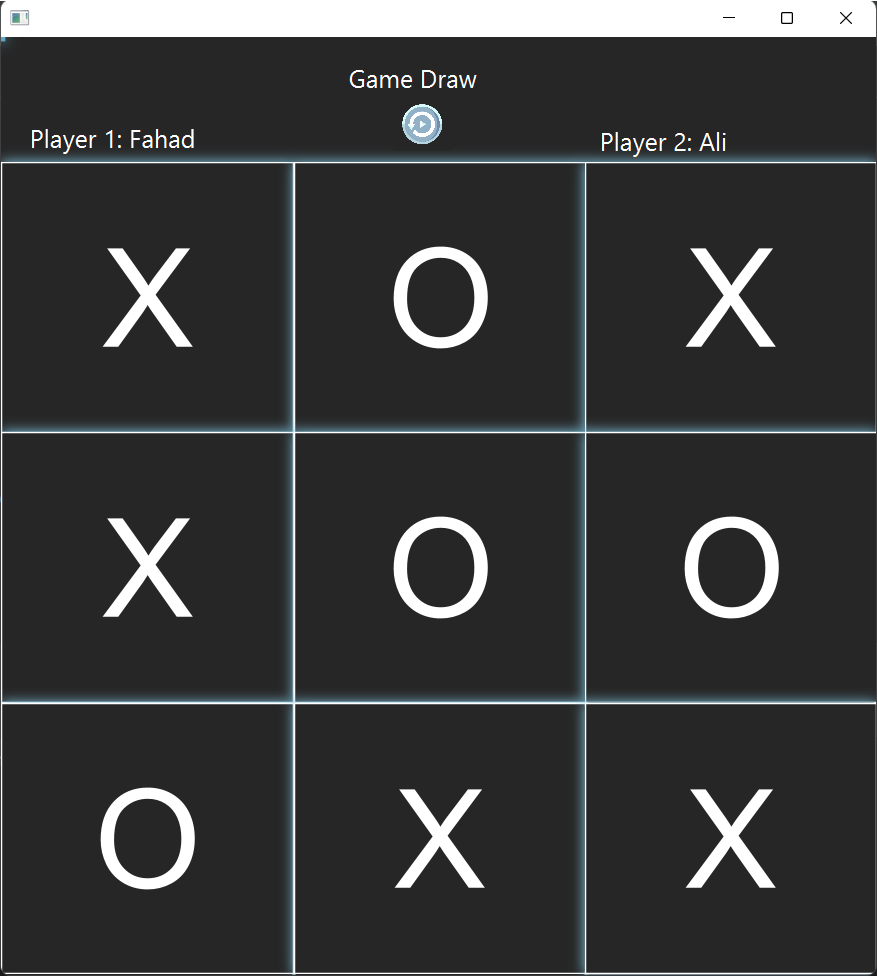 Game Draw
Player 1: Fahad
Player 2: Ali
X O X
X O O
O X X